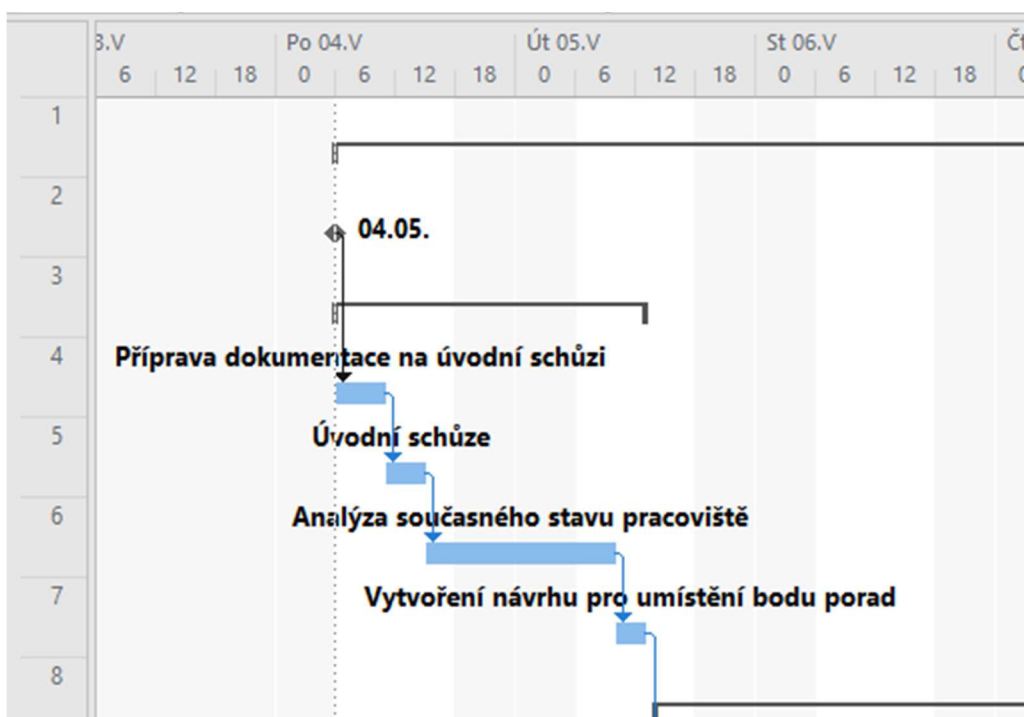 3.V Po 04.V Út 05.V St 06.V Čt
6 12 18 0 6 12 18 0 6 12 18 0 6 12 18
1
2
04.05.
3
4 Příprava dokumentace na úvodní schůzi
5 Úvodní schůze
6 Analýza současného stavu pracoviště
7 Vytvoření návrhu pro umístění bodu porad
8